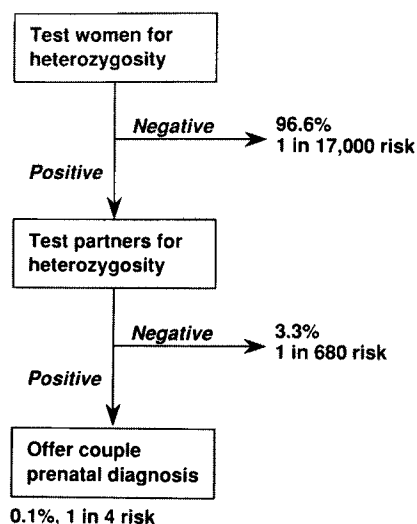 Test women for
heterozygosity
Negative
96.6%
1 in 17,000 risk
Positive
Test partners for
heterozygosity
Negative
3.3%
1 in 680 risk
Positive
Offer couple
prenatal diagnosis
0.1%, 1 in 4 risk